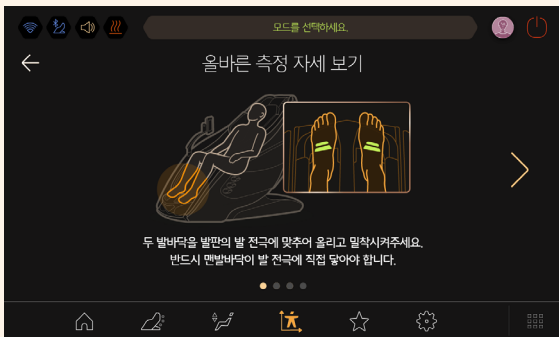 모드를 선택하세요.
올바른 측정 자세 보기
두 발바닥을 발판의 발 전극에 맞추어 올리고 밀착시켜주세요.
반드시 맨발바닥이 발 전극에 직접 닿아야 합니다.